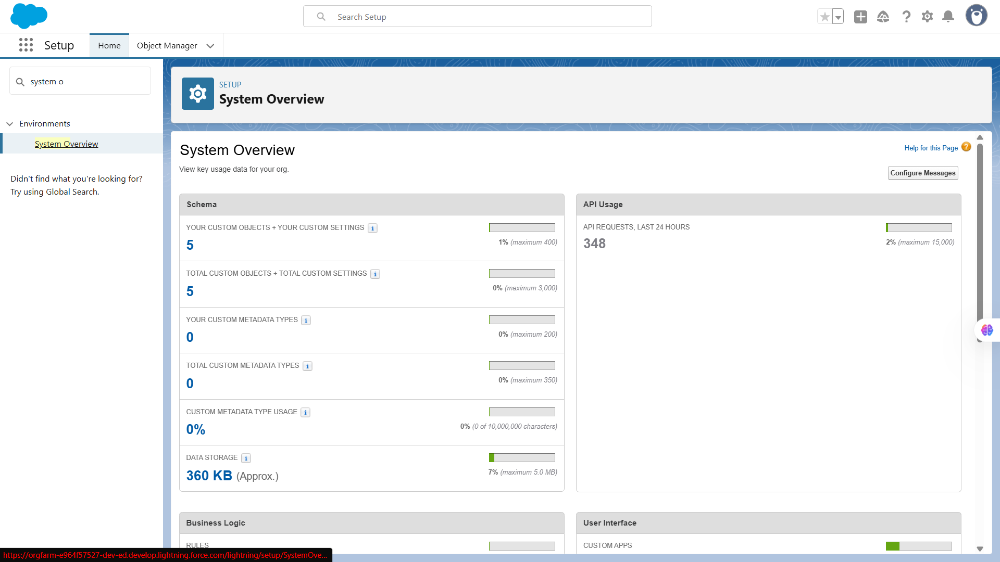 Search Setup
Setup
Home
Object Manager
system o
Environments
System Overview
Didn't find what you're looking for?
Try using Global Search.
SETUP
System Overview
System Overview
Help for this Page
View key usage data for your org.
Configure Messages
Schema
YOUR CUSTOM OBJECTS + YOUR CUSTOM SETTINGS
5
1% (maximum 400)
TOTAL CUSTOM OBJECTS + TOTAL CUSTOM SETTINGS
5
0% (maximum 3,000)
YOUR CUSTOM METADATA TYPES
0
0% (maximum 200)
TOTAL CUSTOM METADATA TYPES
0
0% (maximum 350)
CUSTOM METADATA TYPE USAGE
0%
0% (0 of 10,000,000 characters)
DATA STORAGE
360 KB (Approx.)
7% (maximum 5.0 MB)
API Usage
API REQUESTS, LAST 24 HOURS
348
2% (maximum 15,000)
Business Logic
RULES
User Interface
CUSTOM APPS
https://orgfarm-e964f57527-dev-ed.develop.lightning.force.com/lightning/setup/SystemOve...